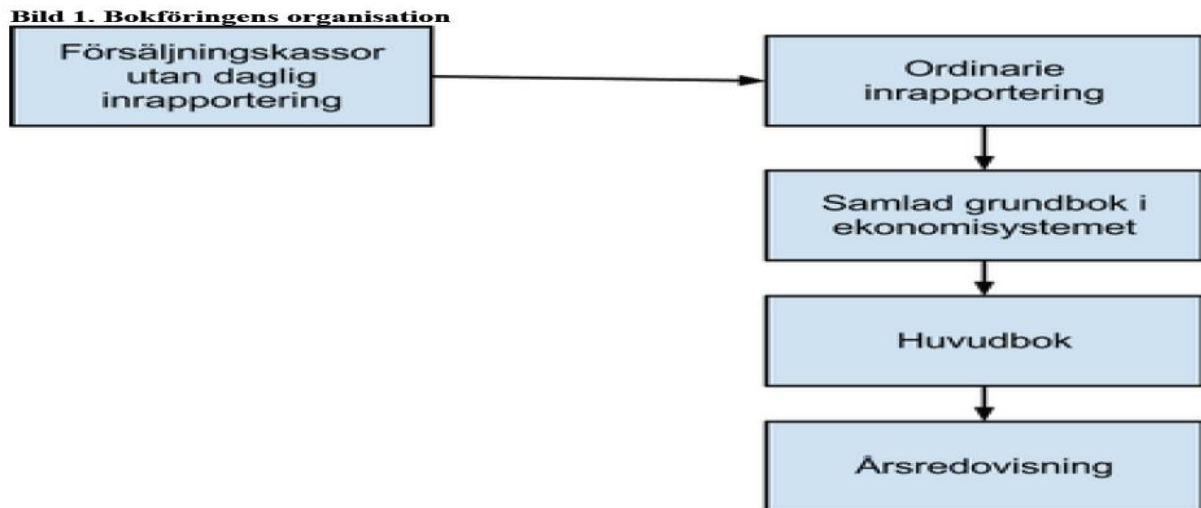 Bild 1. Bokföringens organisation
Försäljningskassor
utan daglig
inrapportering
Ordinarie
inrapportering
Samlad grundbok i
ekonomisystemet
Huvudbok
Årsredovisning